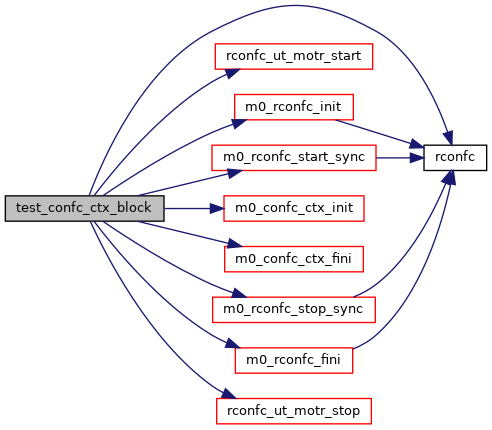 rconfc_ut_motr_start
m0_rconfc_init
rconfc
m0_rconfc_start_sync
test_confc_ctx_block
m0_confc_ctx_init
m0_confc_ctx_fini
m0_rconfc_stop_sync
m0_rconfc_fini
rconfc_ut_motr_stop